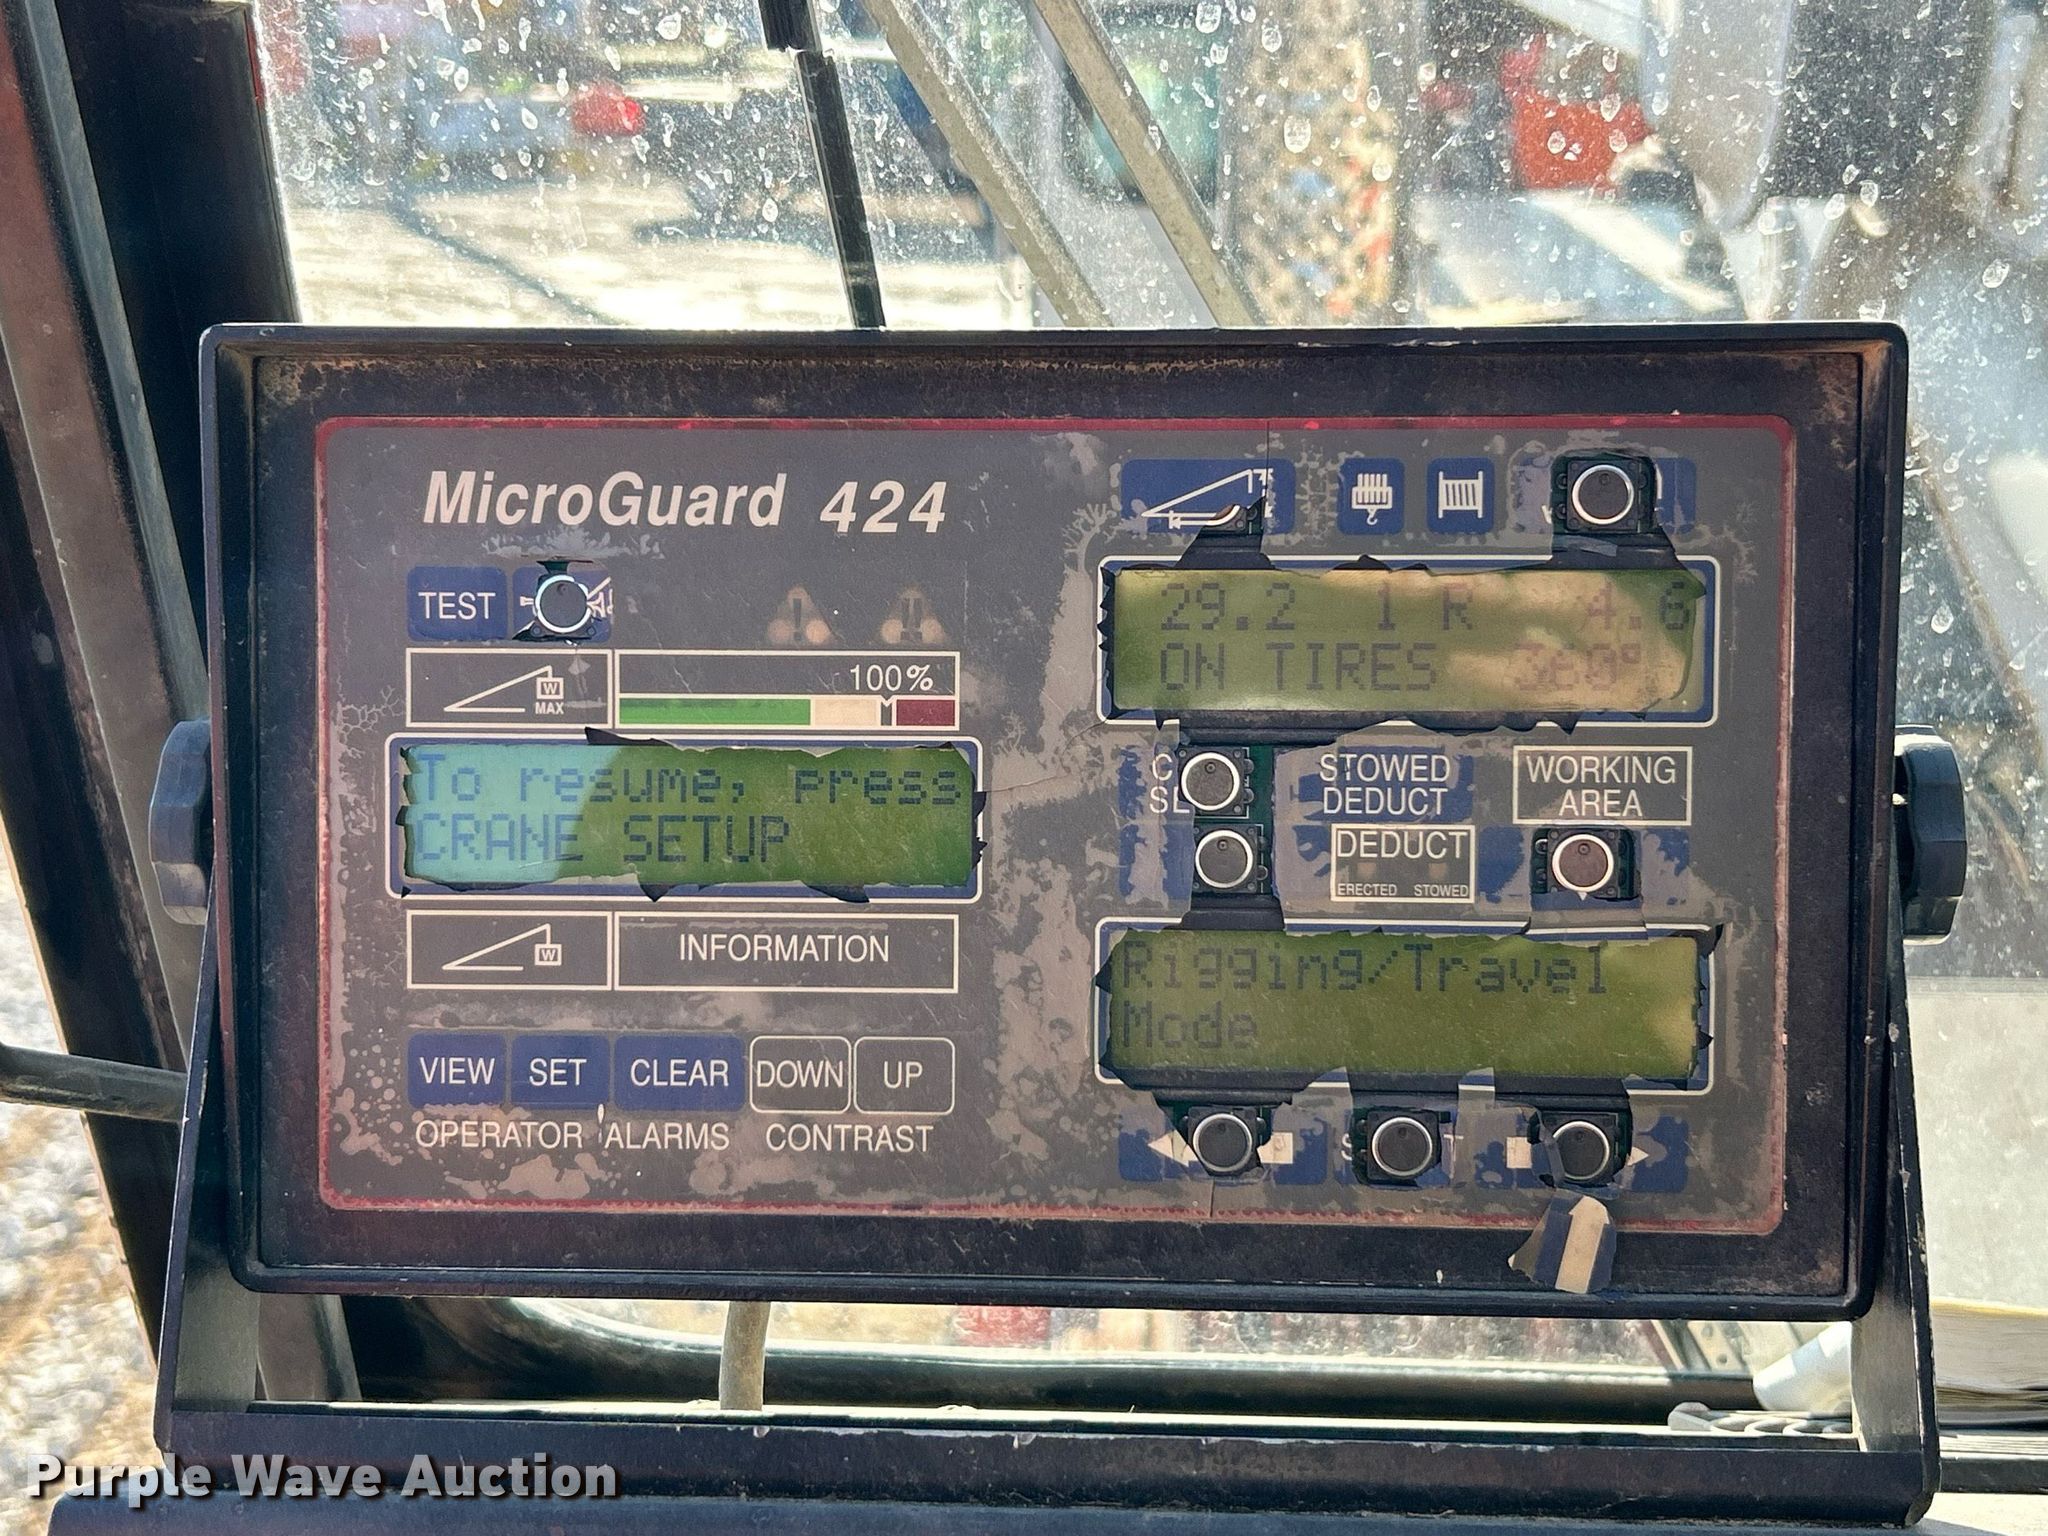 MicroGuard 424
TEST
100%
W
MAX
To resume, press
CRANE SETUP
W
INFORMATION
VIEW SET CLEAR DOWN UP
OPERATOR ALARMS CONTRAST
29.2 1 R 4.6
ON TIRES 360°
STOWED
DEDUCT
WORKING
AREA
DEDUCT
ERECTED STOWED
Rigging/Travel
Mode
Purple Wave Auction